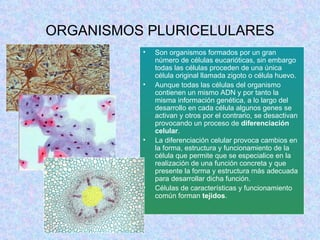 ORGANISMOS PLURICELULARES
• Son organismos formados por un gran
número de células eucarióticas, sin embargo
todas las células proceden de una única
célula original llamada zigoto o célula huevo.
• Aunque todas las células del organismo
contienen un mismo ADN y por tanto la
misma información genética, a lo largo del
desarrollo en cada célula algunos genes se
activan y otros por el contrario, se desactivan
provocando un proceso de diferenciación
celular.
• La diferenciación celular provoca cambios en
la forma, estructura y funcionamiento de la
célula que permite que se especialice en la
realización de una función concreta y que
presente la forma y estructura más adecuada
para desarrollar dicha función.
Células de características y funcionamiento
común forman tejidos.